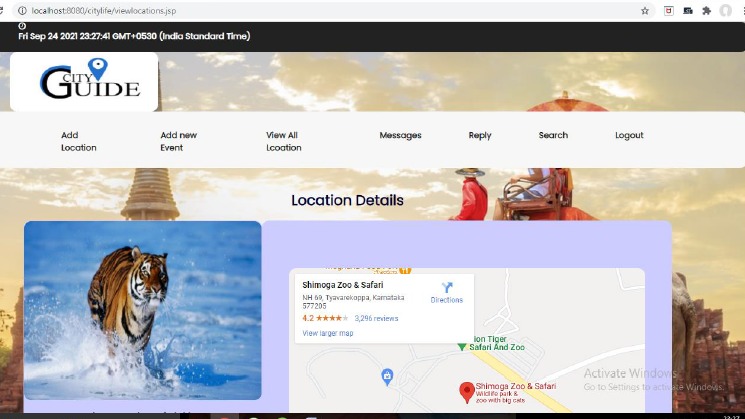 localhost:8080/citylife/viewlocations.jsp
Fri Sep 24 2021 23:27:41 GMT+0530 (India Standard Time)
CITY
GUIDE
Add Location
Add new Event
View All Lcoation
Messages
Reply
Search
Logout
Location Details
Shimoga Zoo & Safari
NH 69, Tyavarekoppa, Karnataka
577205
Directions
4.2 ★★★★★ 3,296 reviews
View larger map
ion Tiger
Safari And Zoo
Shimoga Zoo & Safari
Wildlife park &
zoo with big cats
Activate Windows
Go to Settings to activate Windows.